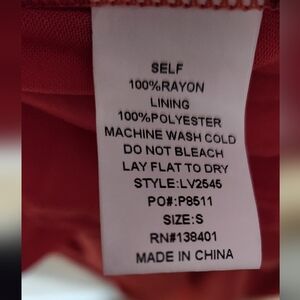 SELF
100%RAYON
LINING
100%POLYESTER
MACHINE WASH COLD
DO NOT BLEACH
LAY FLAT TO DRY
STYLE:LV2545
PO#:P8511
SIZE:S
RN#138401
MADE IN CHINA